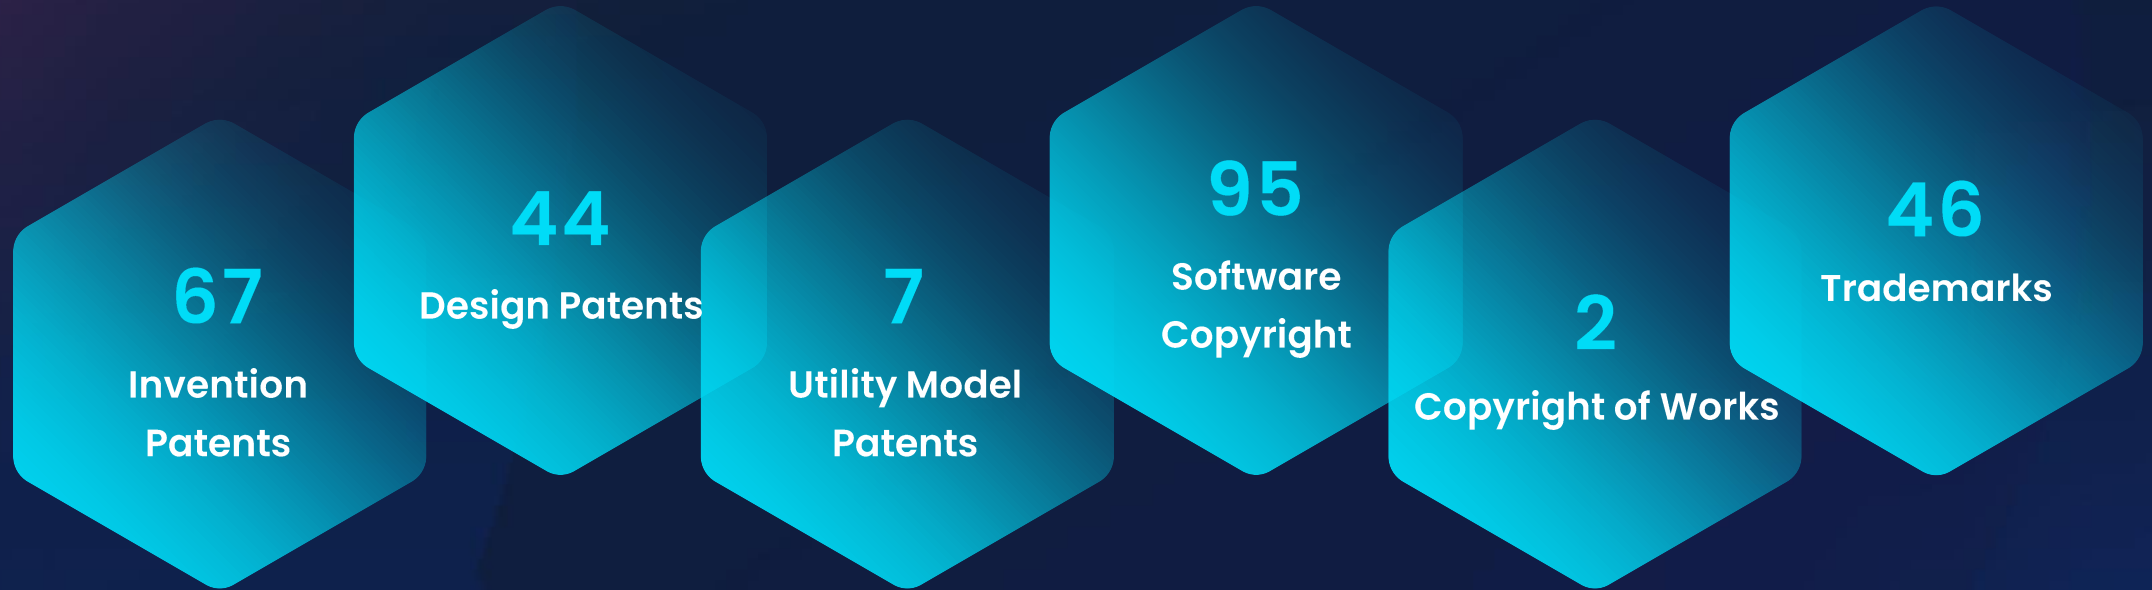 67
Invention
Patents
44
Design Patents
7
Utility Model
Patents
95
Software
Copyright
2
Copyright of Works
46
Trademarks